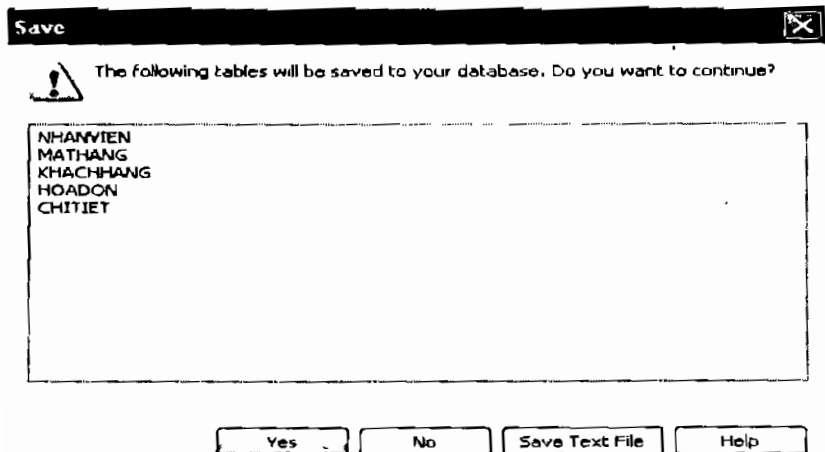 Save
The following tables will be saved to your database. Do you want to continue?
NHANVIEN
MATHANG
KHACHHANG
HOADON
CHITIET
Yes No Save Text File Help